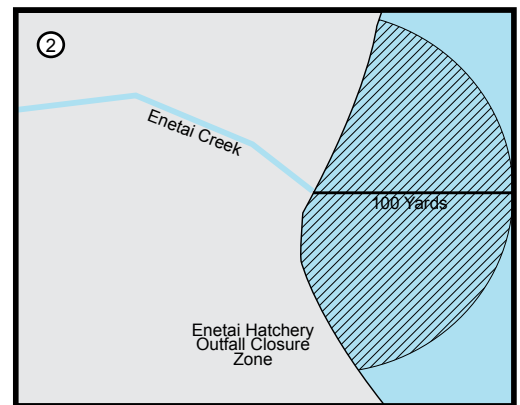 2
Enetai Creek
100 Yards
Enetai Hatchery
Outfall Closure
Zone